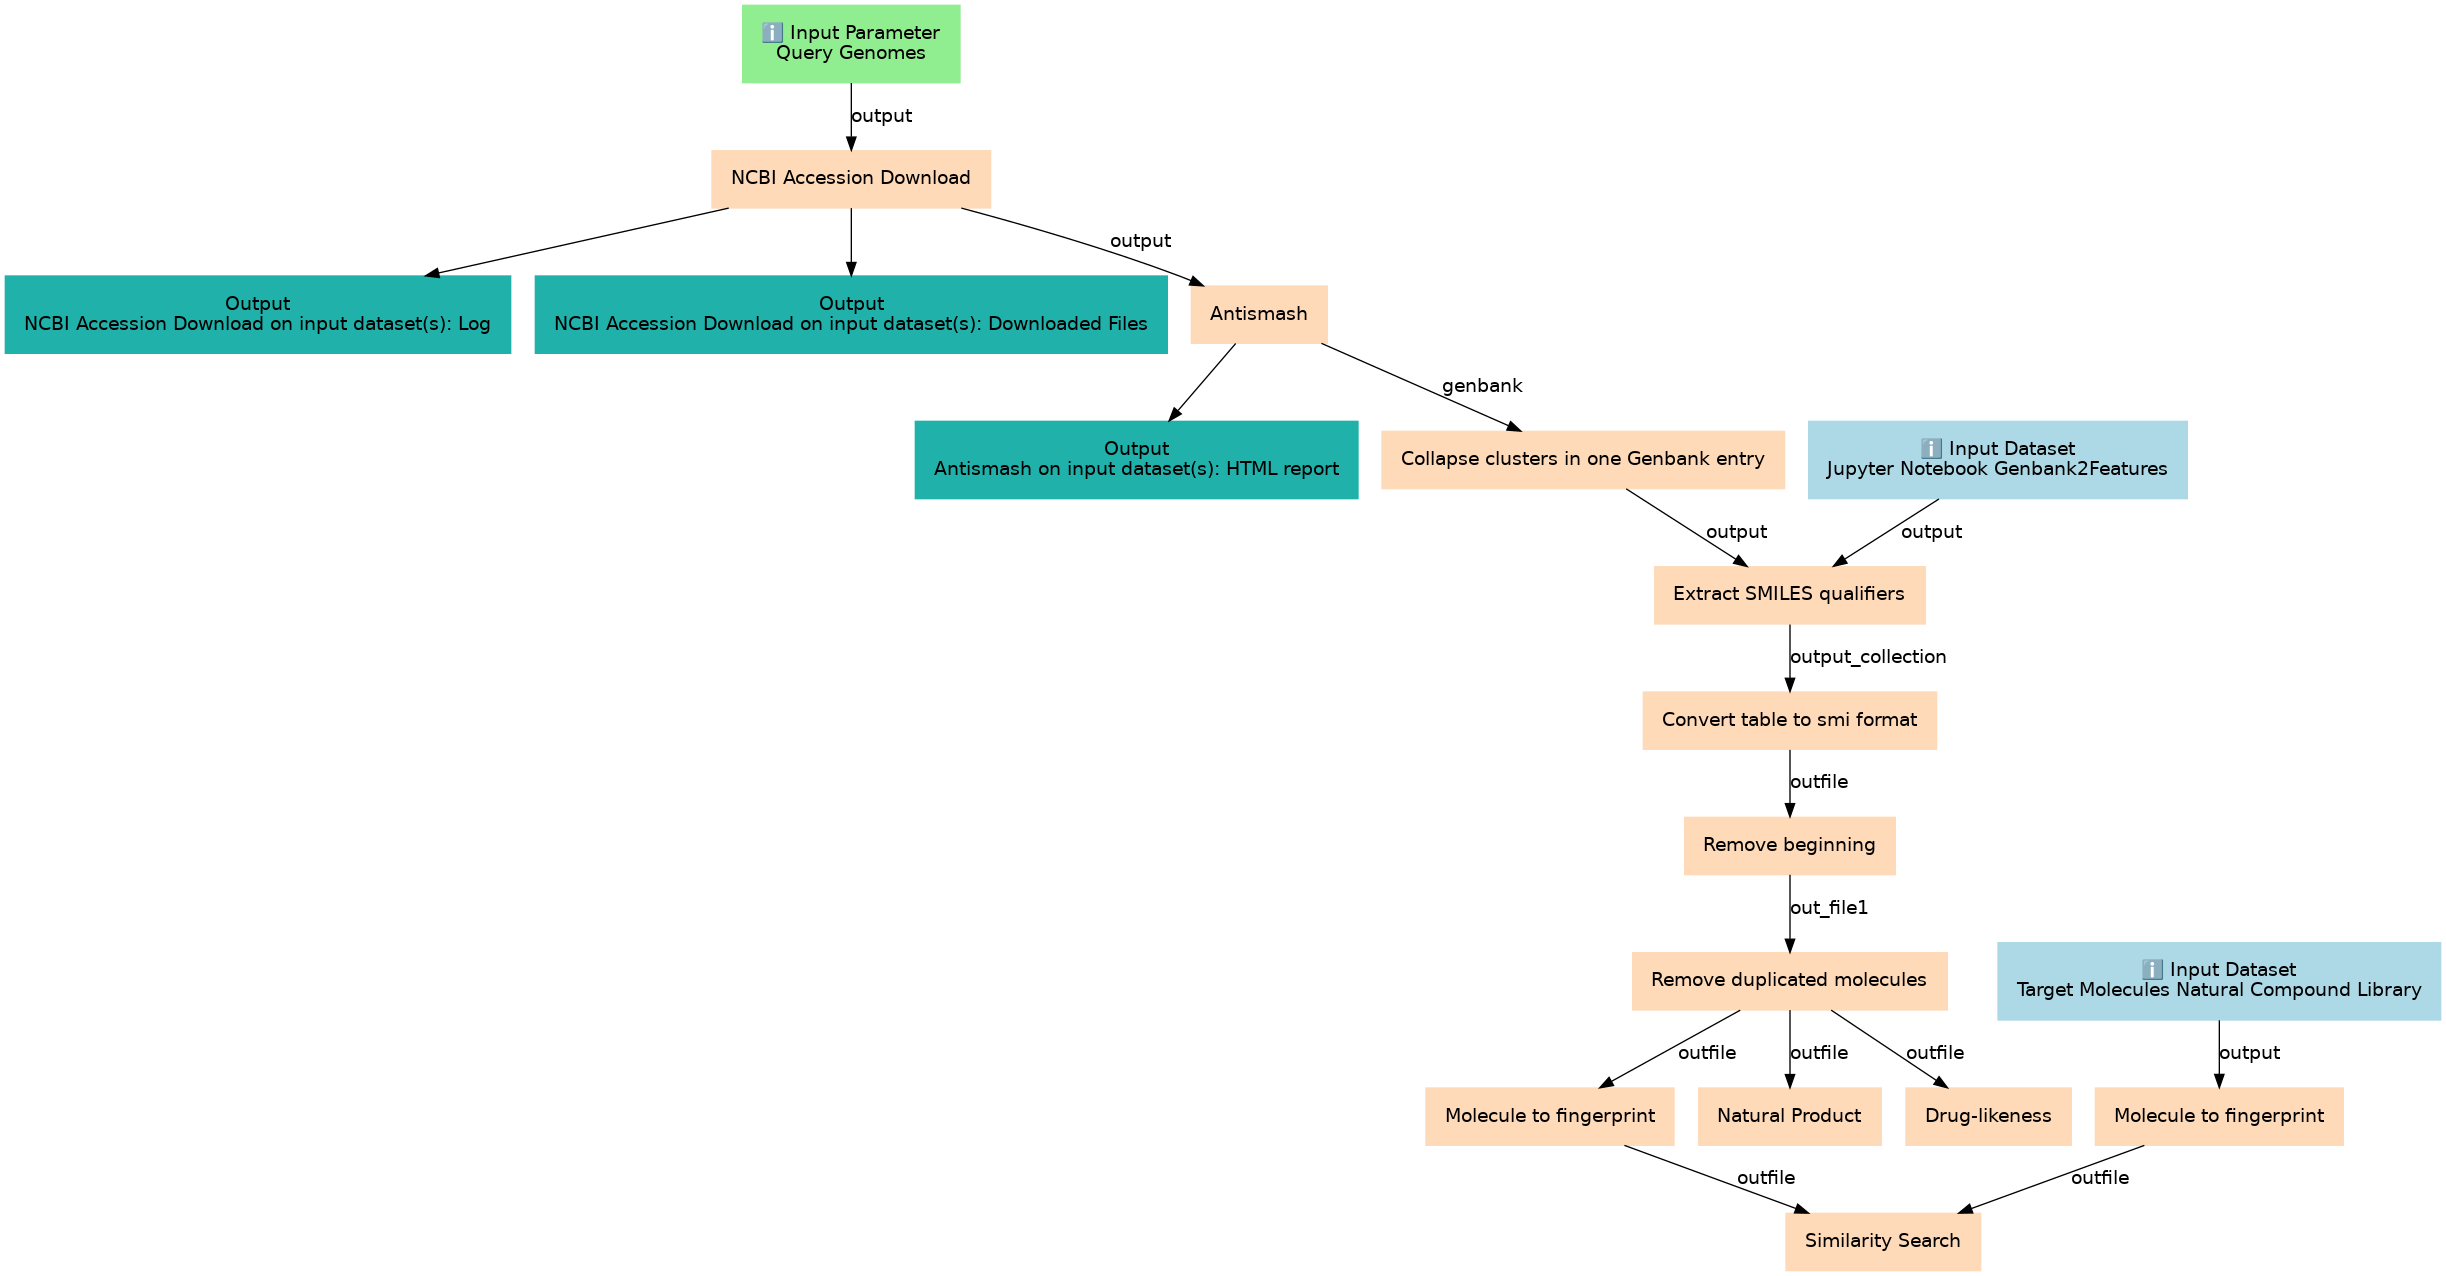 ℹ️ Input Parameter
Query Genomes
output
NCBI Accession Download
output
Output
NCBI Accession Download on input dataset(s): Log
Output
NCBI Accession Download on input dataset(s): Downloaded Files
Antismash
genbank
Output
Antismash on input dataset(s): HTML report
Collapse clusters in one Genbank entry
ℹ️ Input Dataset
Jupyter Notebook Genbank2Features
output
output
Extract SMILES qualifiers
output_collection
Convert table to smi format
outfile
Remove beginning
out_file1
Remove duplicated molecules
ℹ️ Input Dataset
Target Molecules Natural Compound Library
outfile
outfile
outfile
output
Molecule to fingerprint
Natural Product
Drug-likeness
Molecule to fingerprint
outfile
outfile
Similarity Search